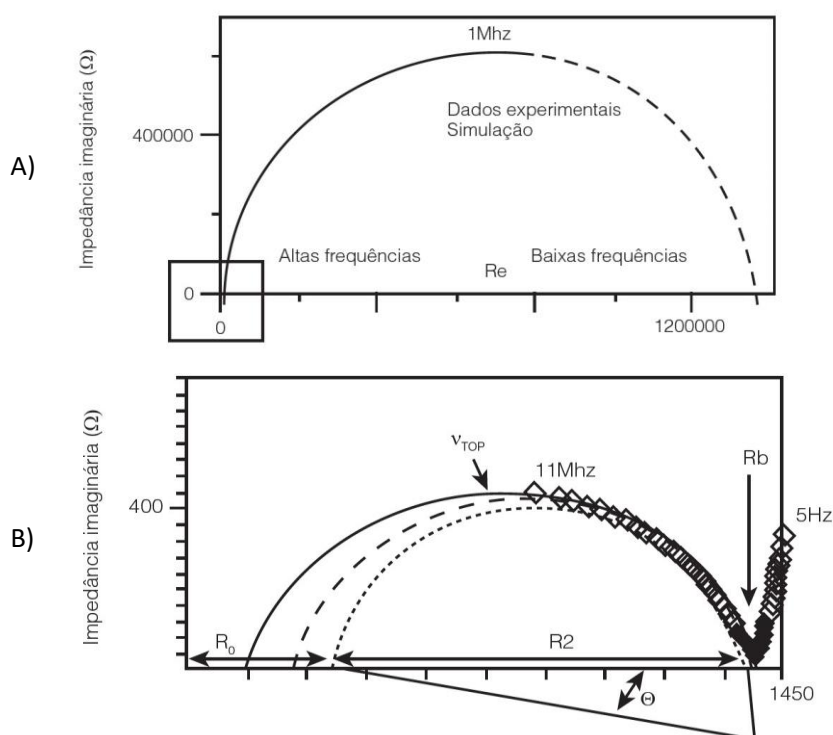 A)
Impedância imaginária (Ω)
1Mhz
Dados experimentais
Simulação
400000
Altas frequências
Re
Baixas frequências
0
0
1200000
B)
Impedância imaginária (Ω)
ν_TOP
11Mhz
Rb
400
5Hz
R₀
R2
1450
Θ